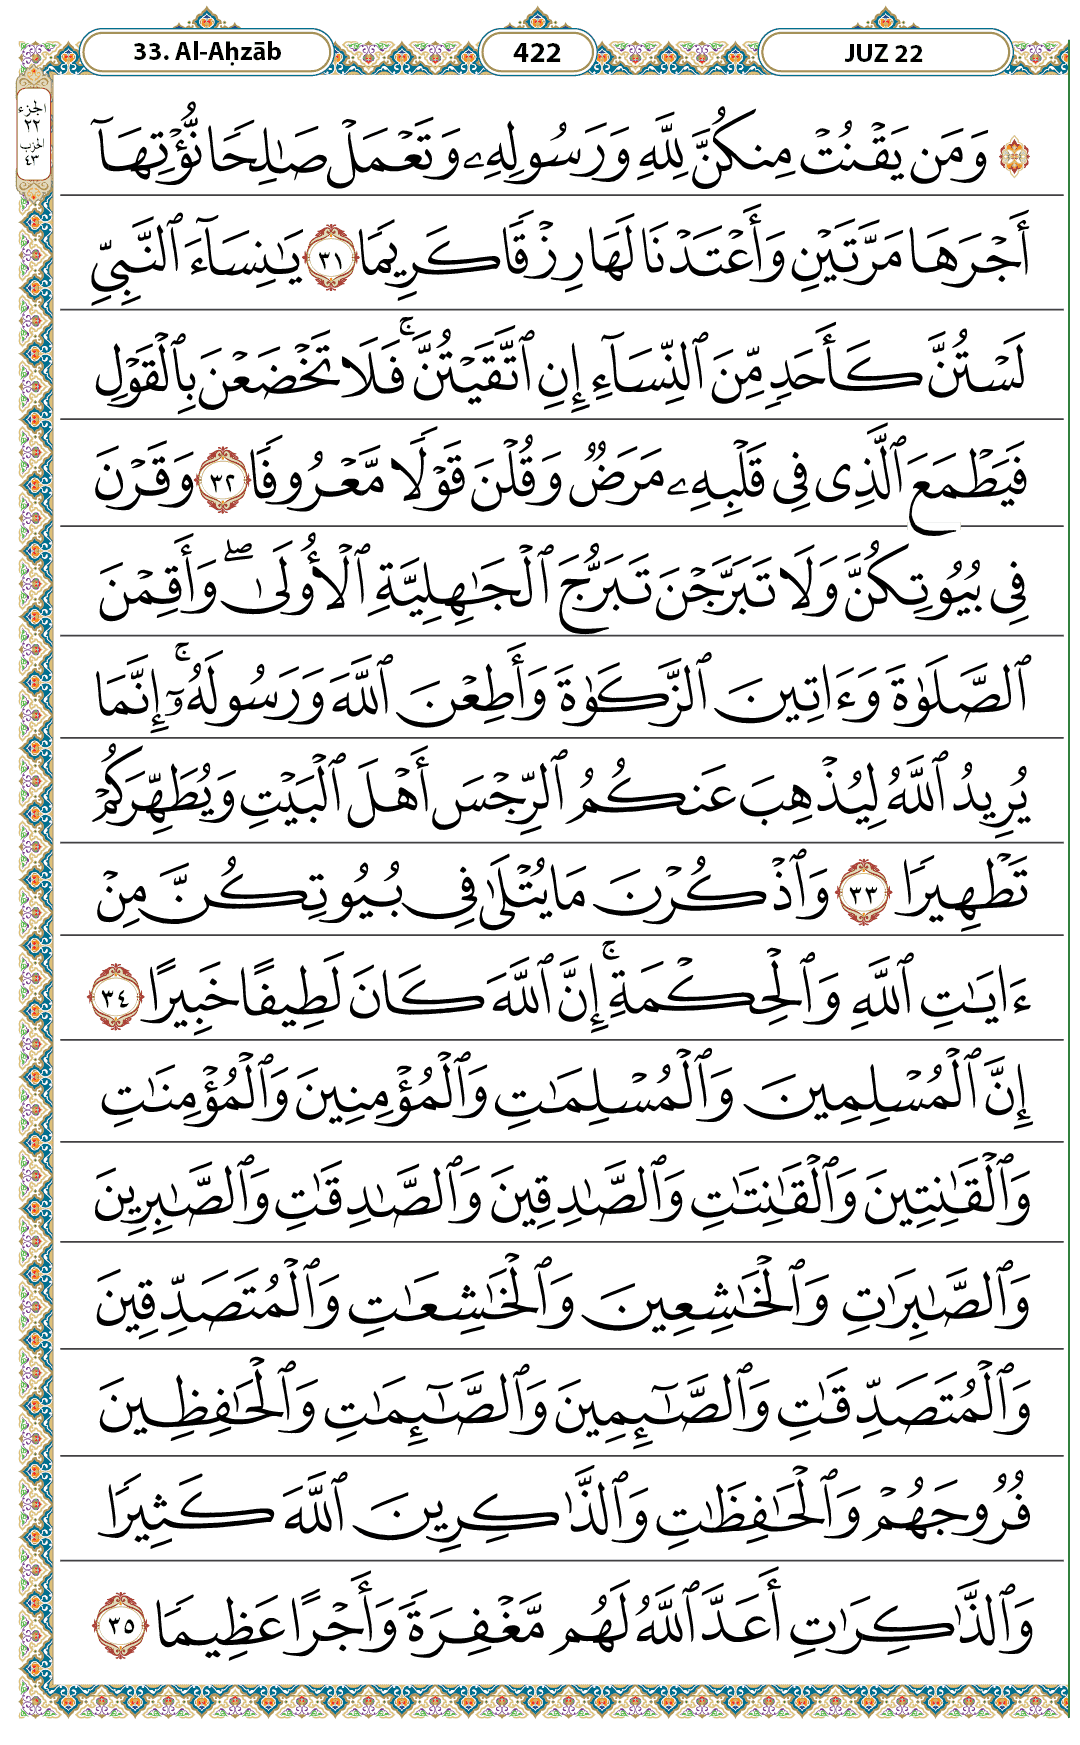 33. Al-Aḥzāb
422
JUZ 22
الجزء
٢٢
الحزب
٤٣
۞ وَمَن يَقْنُتْ مِنكُنَّ لِلَّهِ وَرَسُولِهِۦ وَتَعْمَلْ صَـٰلِحًا نُّؤْتِهَآ
أَجْرَهَا مَرَّتَيْنِ وَأَعْتَدْنَا لَهَا رِزْقًا كَرِيمًا ٣١ يَـٰنِسَآءَ ٱلنَّبِىِّ
لَسْتُنَّ كَأَحَدٍ مِّنَ ٱلنِّسَآءِ إِنِ ٱتَّقَيْتُنَّ ۚ فَلَا تَخْضَعْنَ بِٱلْقَوْلِ
فَيَطْمَعَ ٱلَّذِى فِى قَلْبِهِۦ مَرَضٌ وَقُلْنَ قَوْلًا مَّعْرُوفًا ٣٢ وَقَرْنَ
فِى بُيُوتِكُنَّ وَلَا تَبَرَّجْنَ تَبَرُّجَ ٱلْجَـٰهِلِيَّةِ ٱلْأُولَىٰ ۖ وَأَقِمْنَ
ٱلصَّلَوٰةَ وَءَاتِينَ ٱلزَّكَوٰةَ وَأَطِعْنَ ٱللَّهَ وَرَسُولَهُۥٓ ۚ إِنَّمَا
يُرِيدُ ٱللَّهُ لِيُذْهِبَ عَنكُمُ ٱلرِّجْسَ أَهْلَ ٱلْبَيْتِ وَيُطَهِّرَكُمْ
تَطْهِيرًا ٣٣ وَٱذْكُرْنَ مَا يُتْلَىٰ فِى بُيُوتِكُنَّ مِنْ
ءَايَـٰتِ ٱللَّهِ وَٱلْحِكْمَةِ ۚ إِنَّ ٱللَّهَ كَانَ لَطِيفًا خَبِيرًا ٣٤
إِنَّ ٱلْمُسْلِمِينَ وَٱلْمُسْلِمَـٰتِ وَٱلْمُؤْمِنِينَ وَٱلْمُؤْمِنَـٰتِ
وَٱلْقَـٰنِتِينَ وَٱلْقَـٰنِتَـٰتِ وَٱلصَّـٰدِقِينَ وَٱلصَّـٰدِقَـٰتِ وَٱلصَّـٰبِرِينَ
وَٱلصَّـٰبِرَٰتِ وَٱلْخَـٰشِعِينَ وَٱلْخَـٰشِعَـٰتِ وَٱلْمُتَصَدِّقِينَ
وَٱلْمُتَصَدِّقَـٰتِ وَٱلصَّـٰٓئِمِينَ وَٱلصَّـٰٓئِمَـٰتِ وَٱلْحَـٰفِظِينَ
فُرُوجَهُمْ وَٱلْحَـٰفِظَـٰتِ وَٱلذَّٰكِرِينَ ٱللَّهَ كَثِيرًا
وَٱلذَّٰكِرَٰتِ أَعَدَّ ٱللَّهُ لَهُم مَّغْفِرَةً وَأَجْرًا عَظِيمًا ٣٥